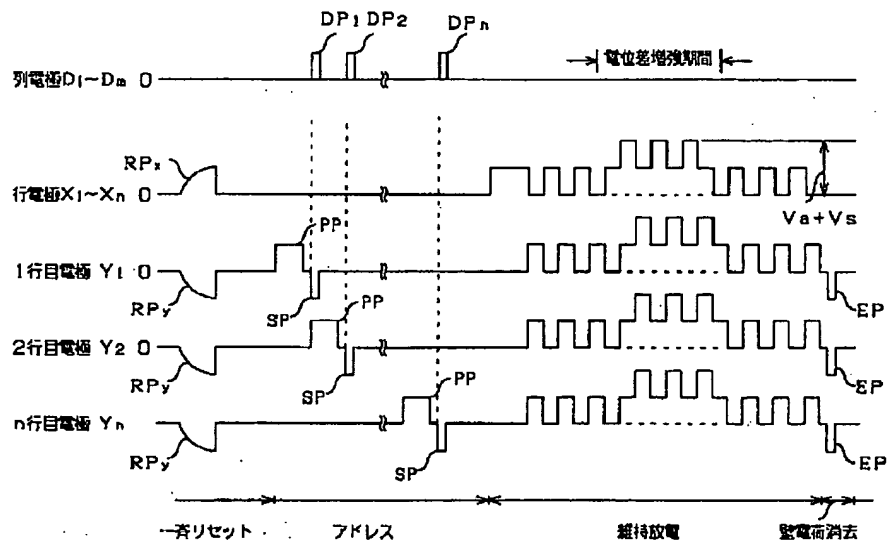 DP1 DP2 DPn
列電極D1〜Dm 0
電位差増強期間
RPx
行電極X1〜Xn 0
Va+Vs
PP
1行目電極 Y1 0
RPy
SP
EP
PP
2行目電極 Y2 0
RPy
SP
EP
PP
n行目電極 Yn
RPy
SP
EP
一斉リセット アドレス 維持放電 壁電荷消去